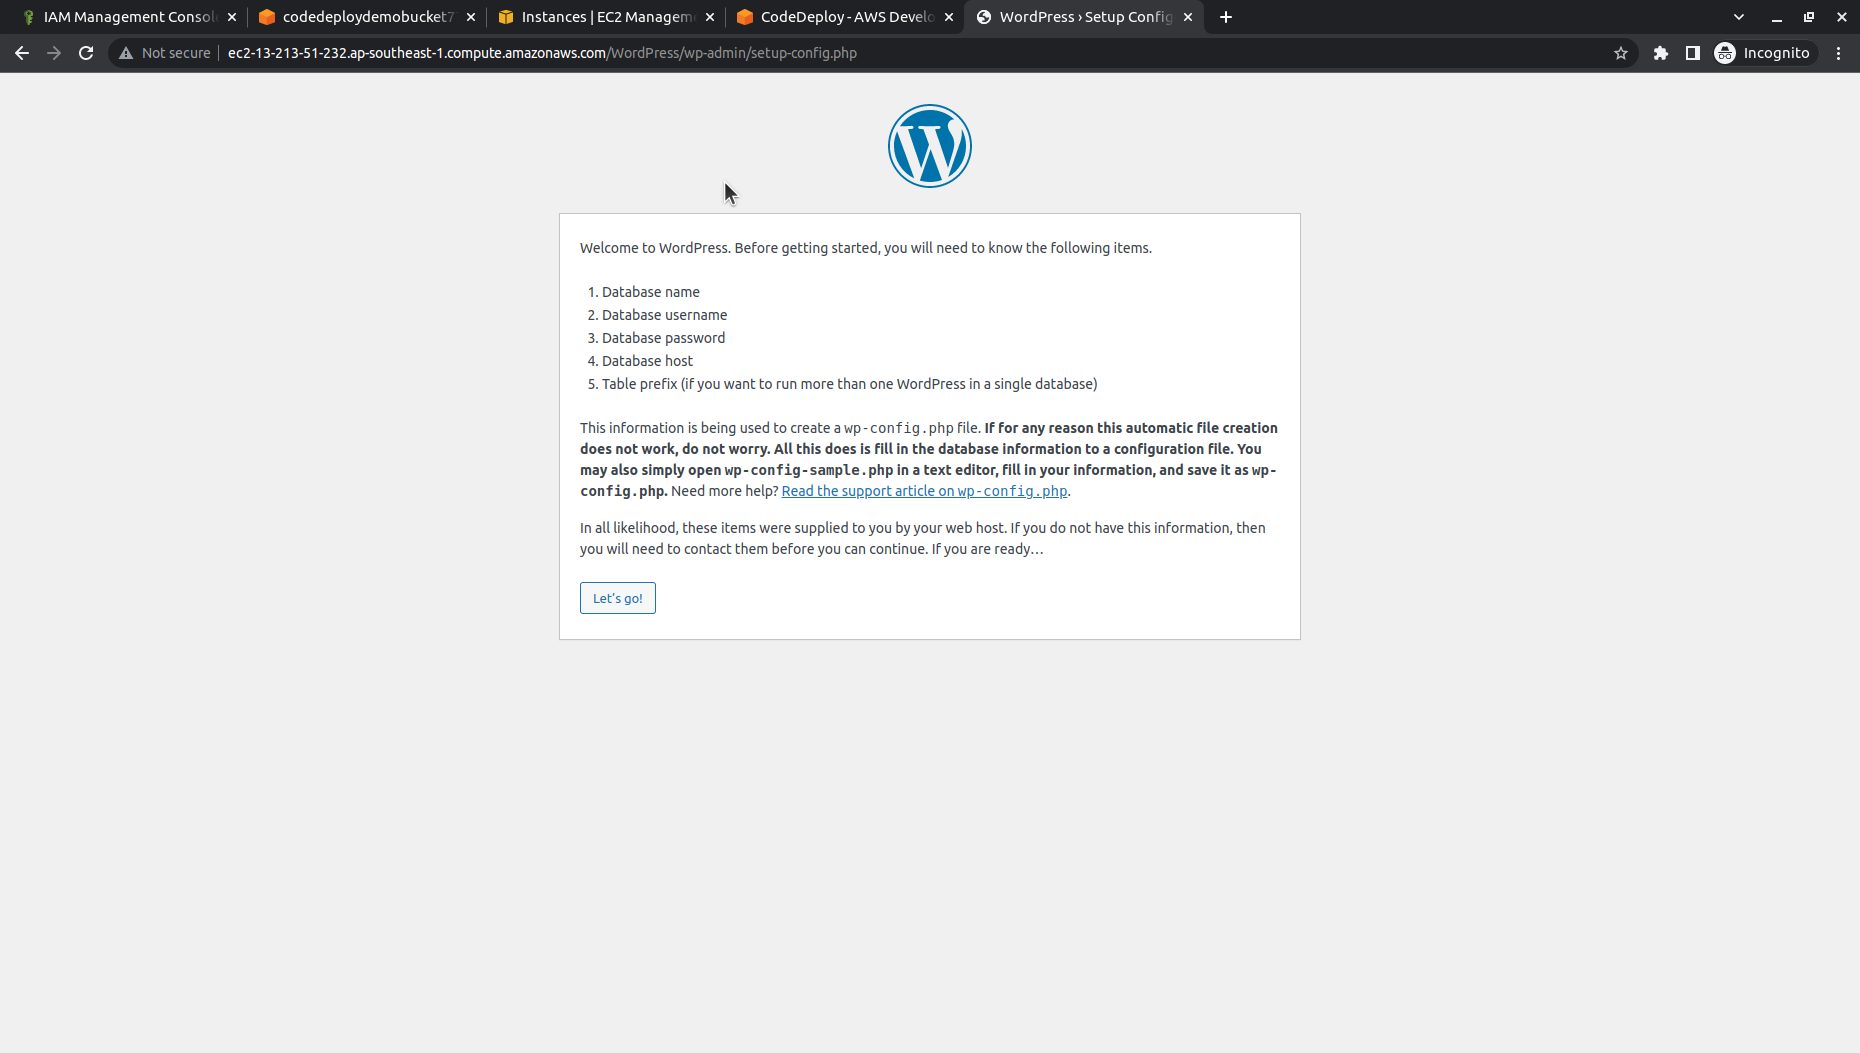 IAM Management Consol
codedeploydemobucket7
Instances | EC2 Managem
CodeDeploy - AWS Develo
WordPress › Setup Config
Not secure
ec2-13-213-51-232.ap-southeast-1.compute.amazonaws.com/WordPress/wp-admin/setup-config.php
Incognito
Welcome to WordPress. Before getting started, you will need to know the following items.
1. Database name
2. Database username
3. Database password
4. Database host
5. Table prefix (if you want to run more than one WordPress in a single database)
This information is being used to create a wp-config.php file. If for any reason this automatic file creation
does not work, do not worry. All this does is fill in the database information to a configuration file. You
may also simply open wp-config-sample.php in a text editor, fill in your information, and save it as wp-
config.php. Need more help? Read the support article on wp-config.php.
In all likelihood, these items were supplied to you by your web host. If you do not have this information, then
you will need to contact them before you can continue. If you are ready…
Let’s go!